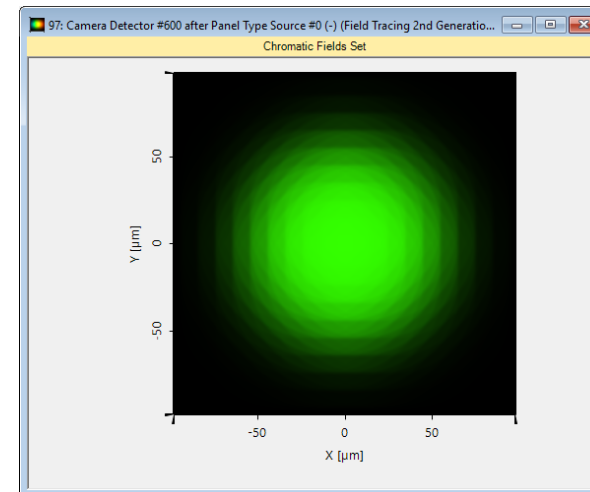 97: Camera Detector #600 after Panel Type Source #0 (-) (Field Tracing 2nd Generatio...
Chromatic Fields Set
50
0
-50
Y [µm]
-50 0 50
X [µm]